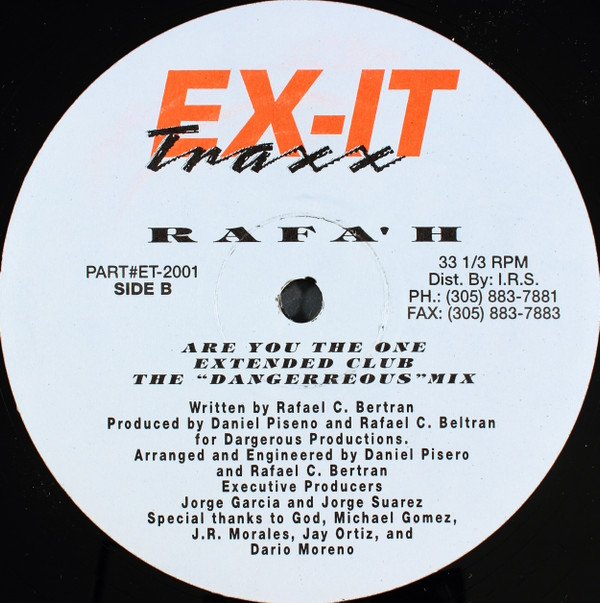 EX-IT
Traxx
RAFA'H
PART#ET-2001
SIDE B
33 1/3 RPM
Dist. By: I.R.S.
PH.: (305) 883-7881
FAX: (305) 883-7883
ARE YOU THE ONE
EXTENDED CLUB
THE "DANGERREOUS" MIX
Written by Rafael C. Bertran
Produced by Daniel Piseno and Rafael C. Beltran
for Dargerous Productions.
Arranged and Engineered by Daniel Pisero
and Rafael C. Bertran
Executive Producers
Jorge Garcia and Jorge Suarez
Special thanks to God, Michael Gomez,
J.R. Morales, Jay Ortiz, and
Dario Moreno